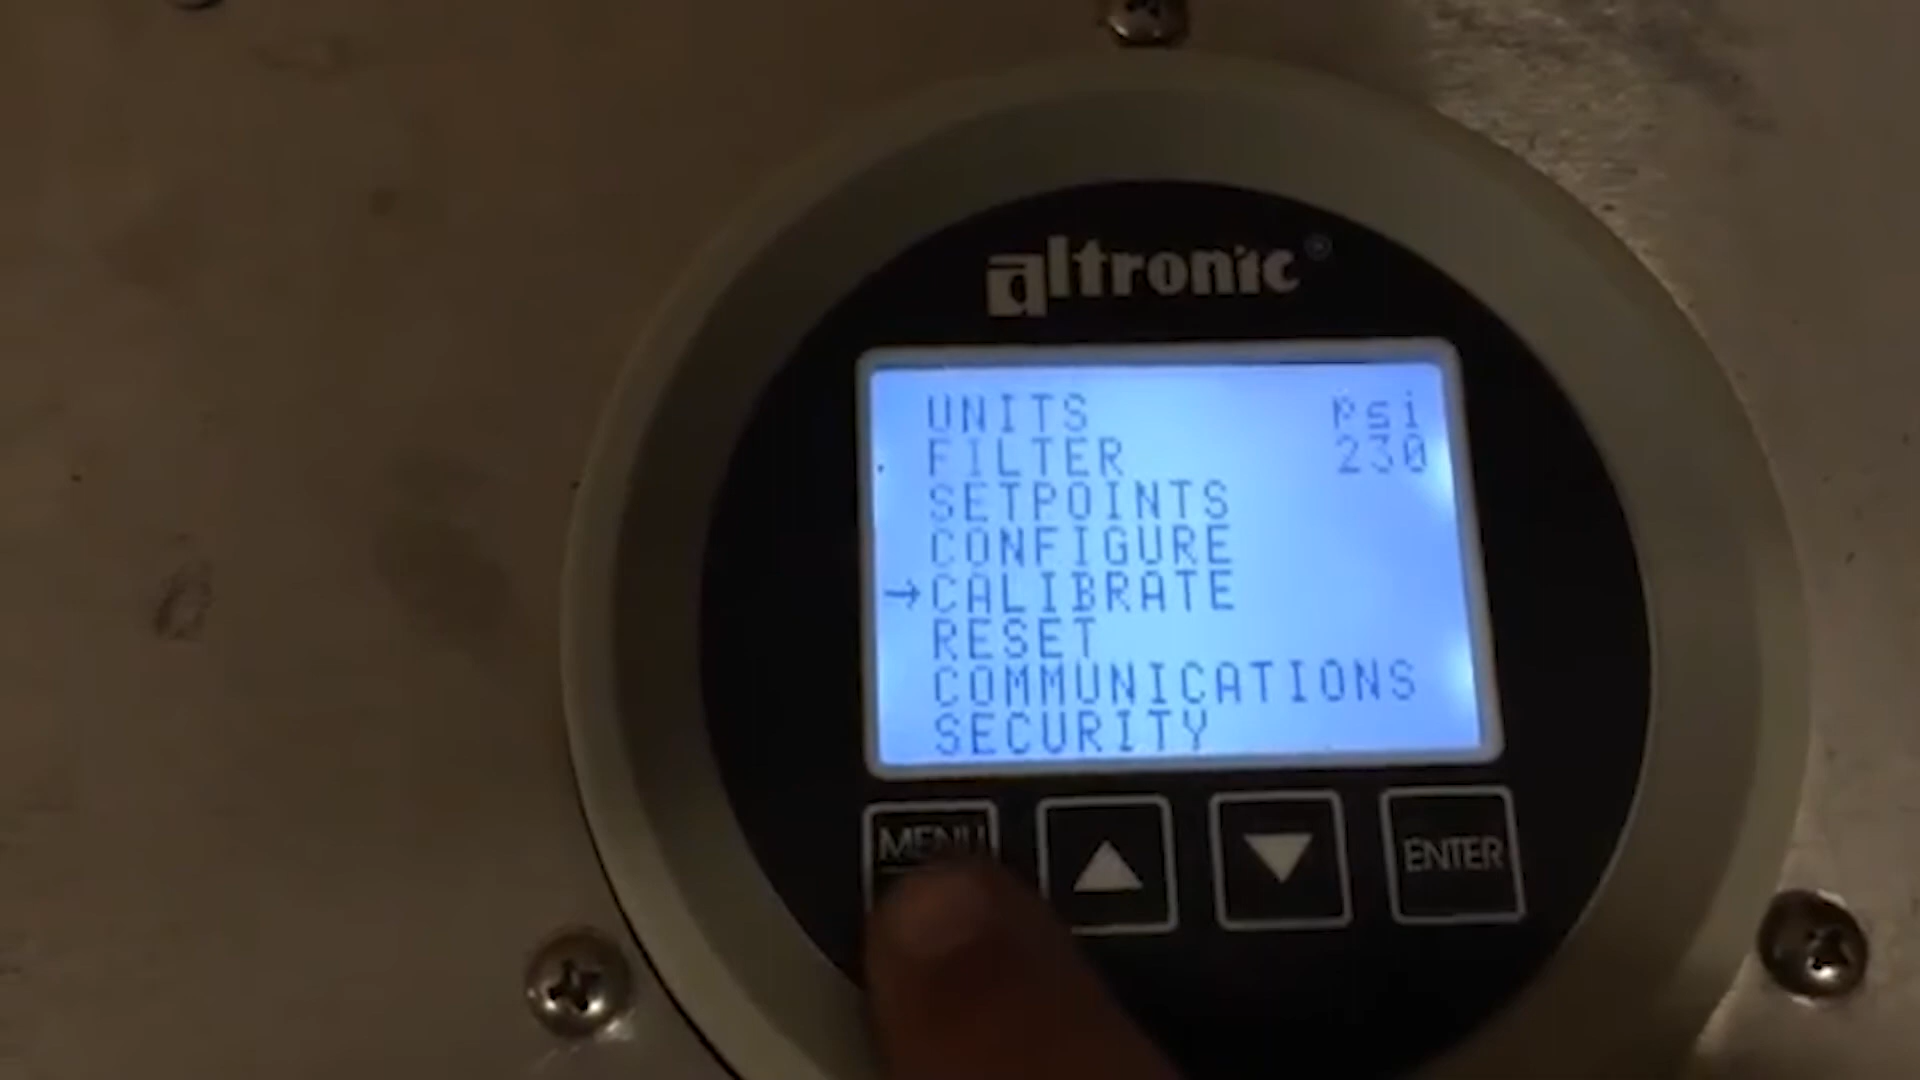 altronic®
UNITS psi
FILTER 230
SETPOINTS
CONFIGURE
→CALIBRATE
RESET
COMMUNICATIONS
SECURITY
MENU
ENTER